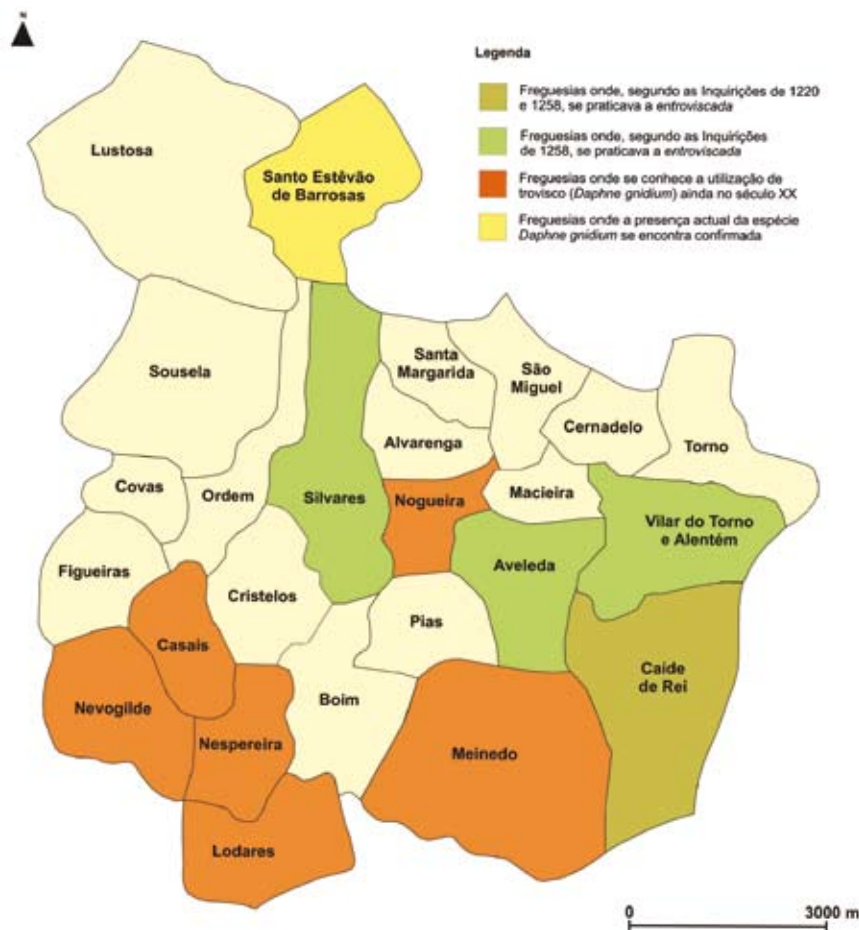 N
Legenda
Freguesias onde, segundo as Inquirições de 1220
e 1258, se praticava a entroviscada
Freguesias onde, segundo as Inquirições
de 1258, se praticava a entroviscada
Freguesias onde se conhece a utilização de
trovisco (Daphne gnidium) ainda no século XX
Freguesias onde a presença actual da espécie
Daphne gnidium se encontra confirmada
Lustosa
Santo Estêvão
de Barrosas
Sousela
Santa
Margarida
São
Miguel
Cernadelo
Torno
Alvarenga
Covas
Ordem
Silvares
Nogueira
Macieira
Vilar do Torno
e Alentém
Figueiras
Cristelos
Aveleda
Pias
Casais
Caíde
de Rei
Nevogilde
Boim
Nespereira
Meinedo
Lodares
0 3000 m